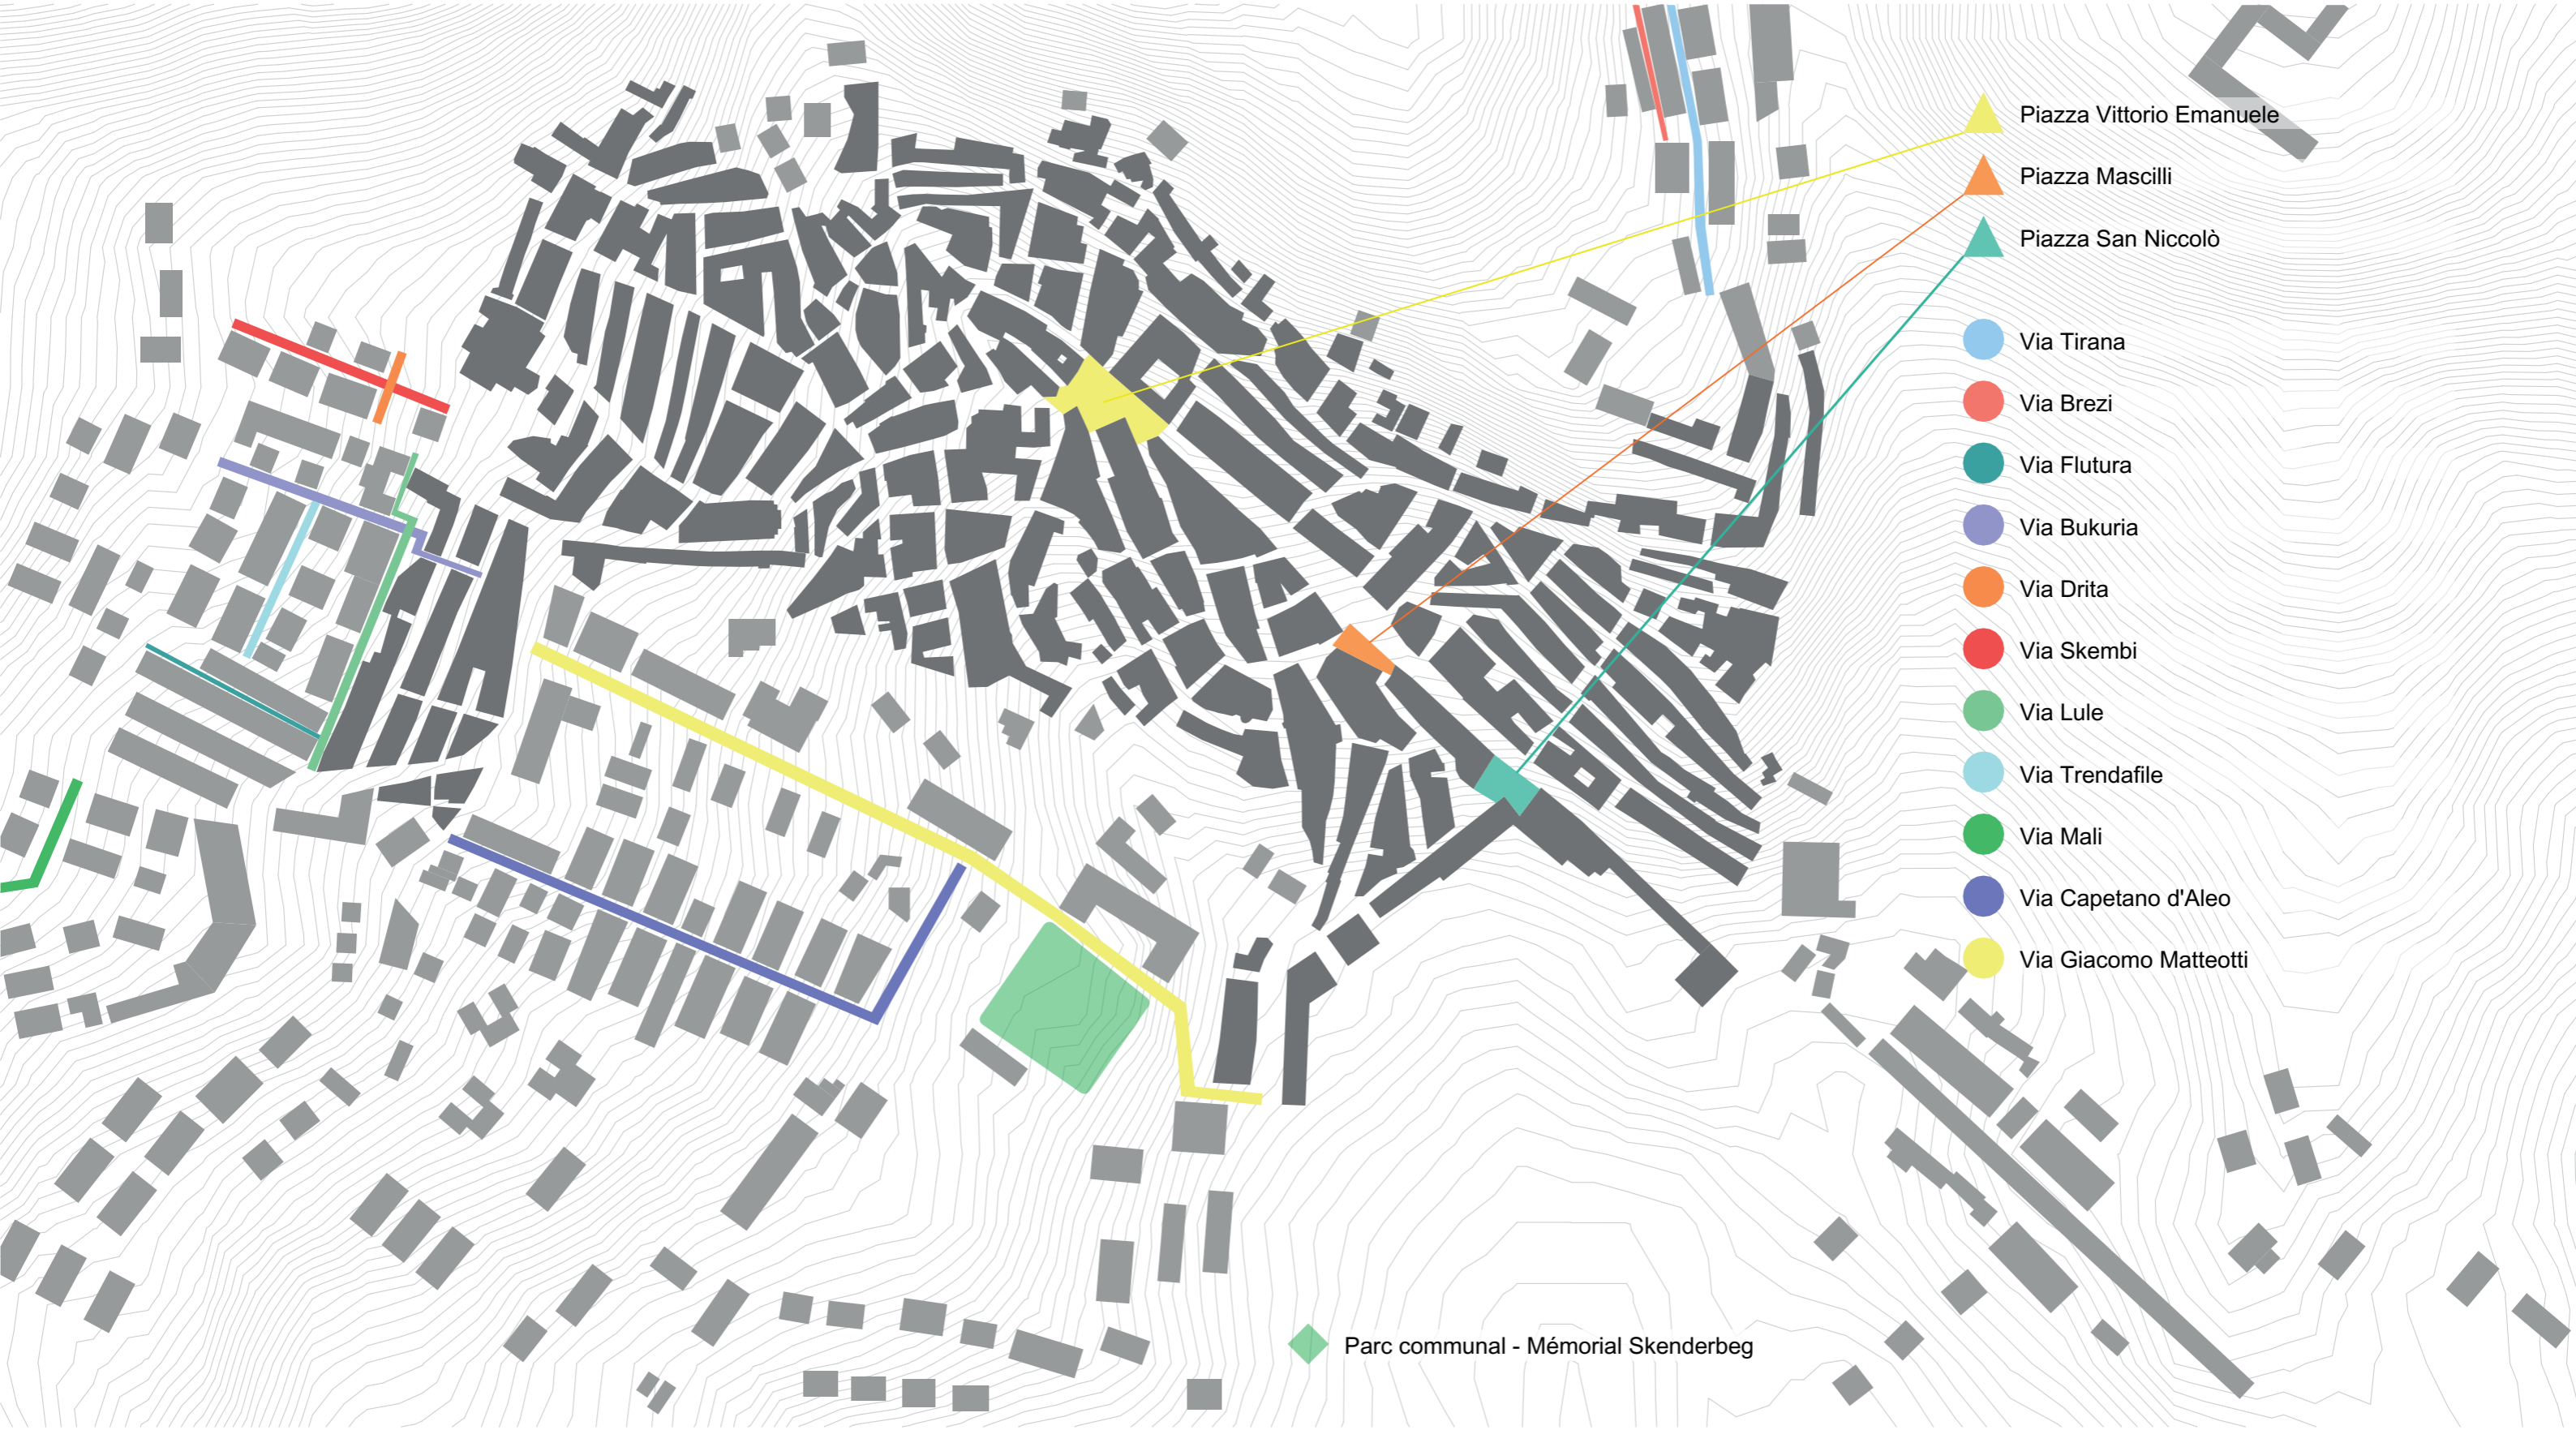 Piazza Vittorio Emanuele
Piazza Mascilli
Piazza San Niccolò
Via Tirana
Via Brezi
Via Flutura
Via Bukuria
Via Drita
Via Skembi
Via Lule
Via Trendafile
Via Mali
Via Capetano d'Aleo
Via Giacomo Matteotti
Parc communal - Mémorial Skenderbeg